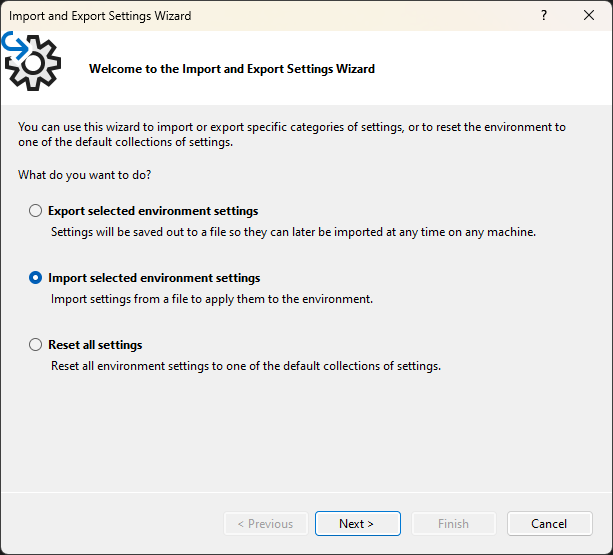 Import and Export Settings Wizard
?
Welcome to the Import and Export Settings Wizard
You can use this wizard to import or export specific categories of settings, or to reset the environment to
one of the default collections of settings.
What do you want to do?
Export selected environment settings
Settings will be saved out to a file so they can later be imported at any time on any machine.
Import selected environment settings
Import settings from a file to apply them to the environment.
Reset all settings
Reset all environment settings to one of the default collections of settings.
< Previous
Next >
Finish
Cancel